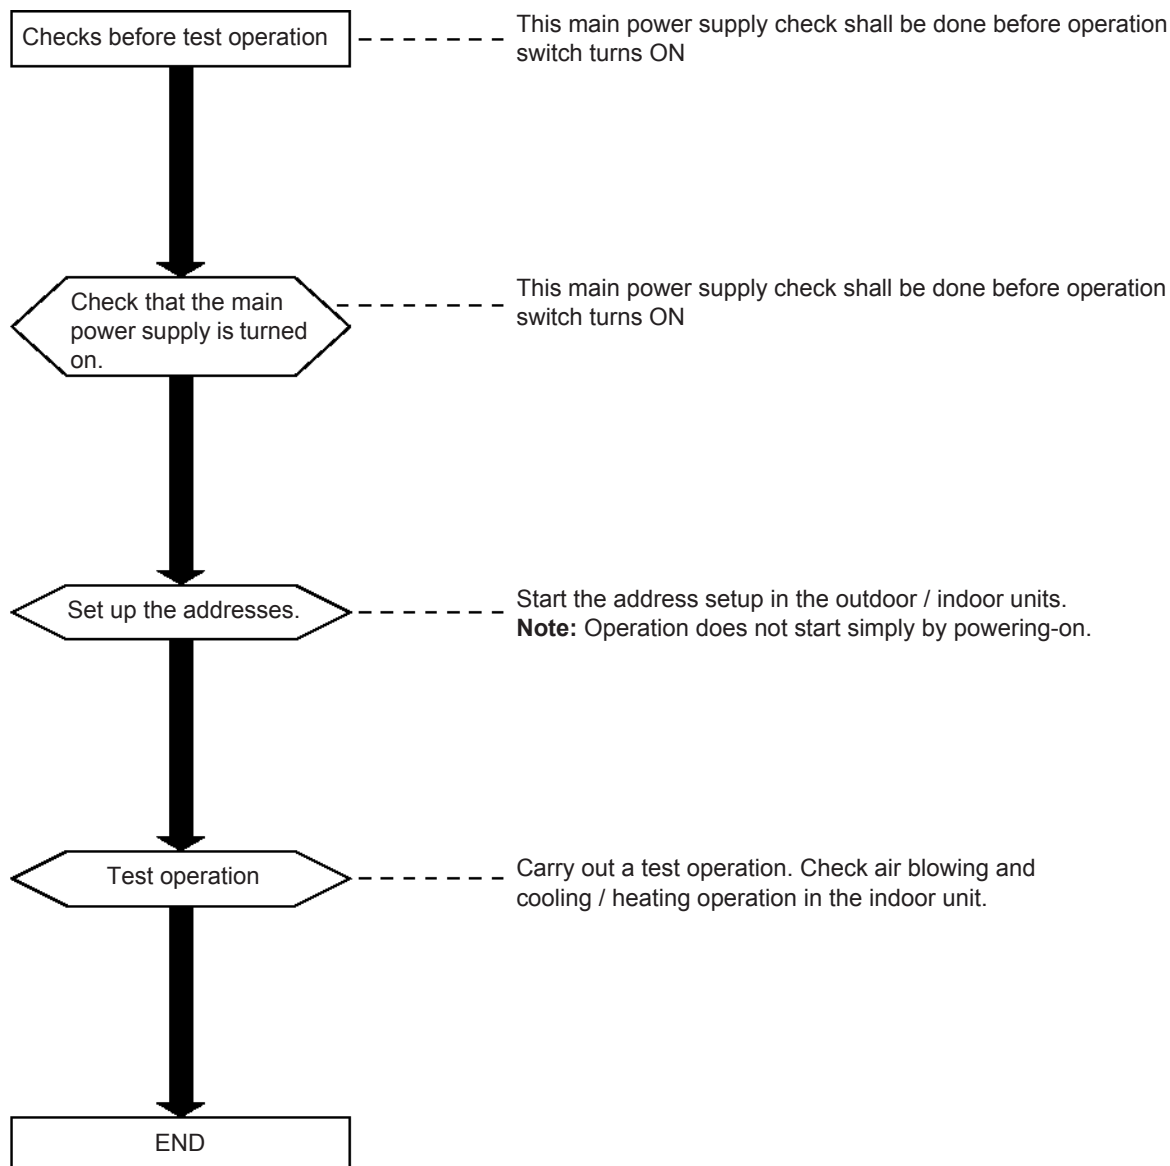 Checks before test operation
This main power supply check shall be done before operation
switch turns ON
Check that the main
power supply is turned
on.
This main power supply check shall be done before operation
switch turns ON
Set up the addresses.
Start the address setup in the outdoor / indoor units.
Note: Operation does not start simply by powering-on.
Test operation
Carry out a test operation. Check air blowing and
cooling / heating operation in the indoor unit.
END